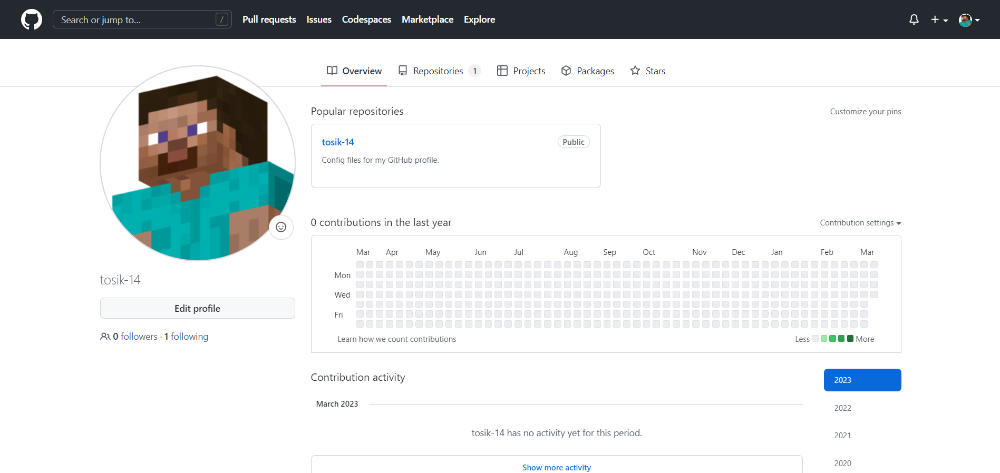 Search or jump to... /
Pull requests Issues Codespaces Marketplace Explore
Overview Repositories 1 Projects Packages Stars
Popular repositories
Customize your pins
tosik-14
Public
Config files for my GitHub profile.
0 contributions in the last year
Contribution settings
Mar Apr May Jun Jul Aug Sep Oct Nov Dec Jan Feb Mar
Mon
Wed
Fri
Learn how we count contributions
Less More
tosik-14
Edit profile
0 followers · 1 following
Contribution activity
March 2023
tosik-14 has no activity yet for this period.
Show more activity
2023
2022
2021
2020